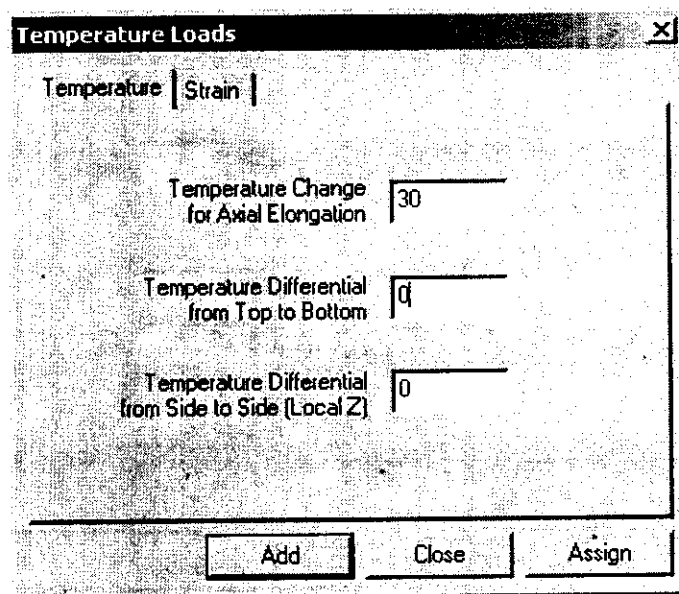 Temperature Loads
Temperature Strain
Temperature Change
for Axial Elongation
30
Temperature Differential
from Top to Bottom
0
Temperature Differential
from Side to Side (Local Z)
0
Add Close Assign